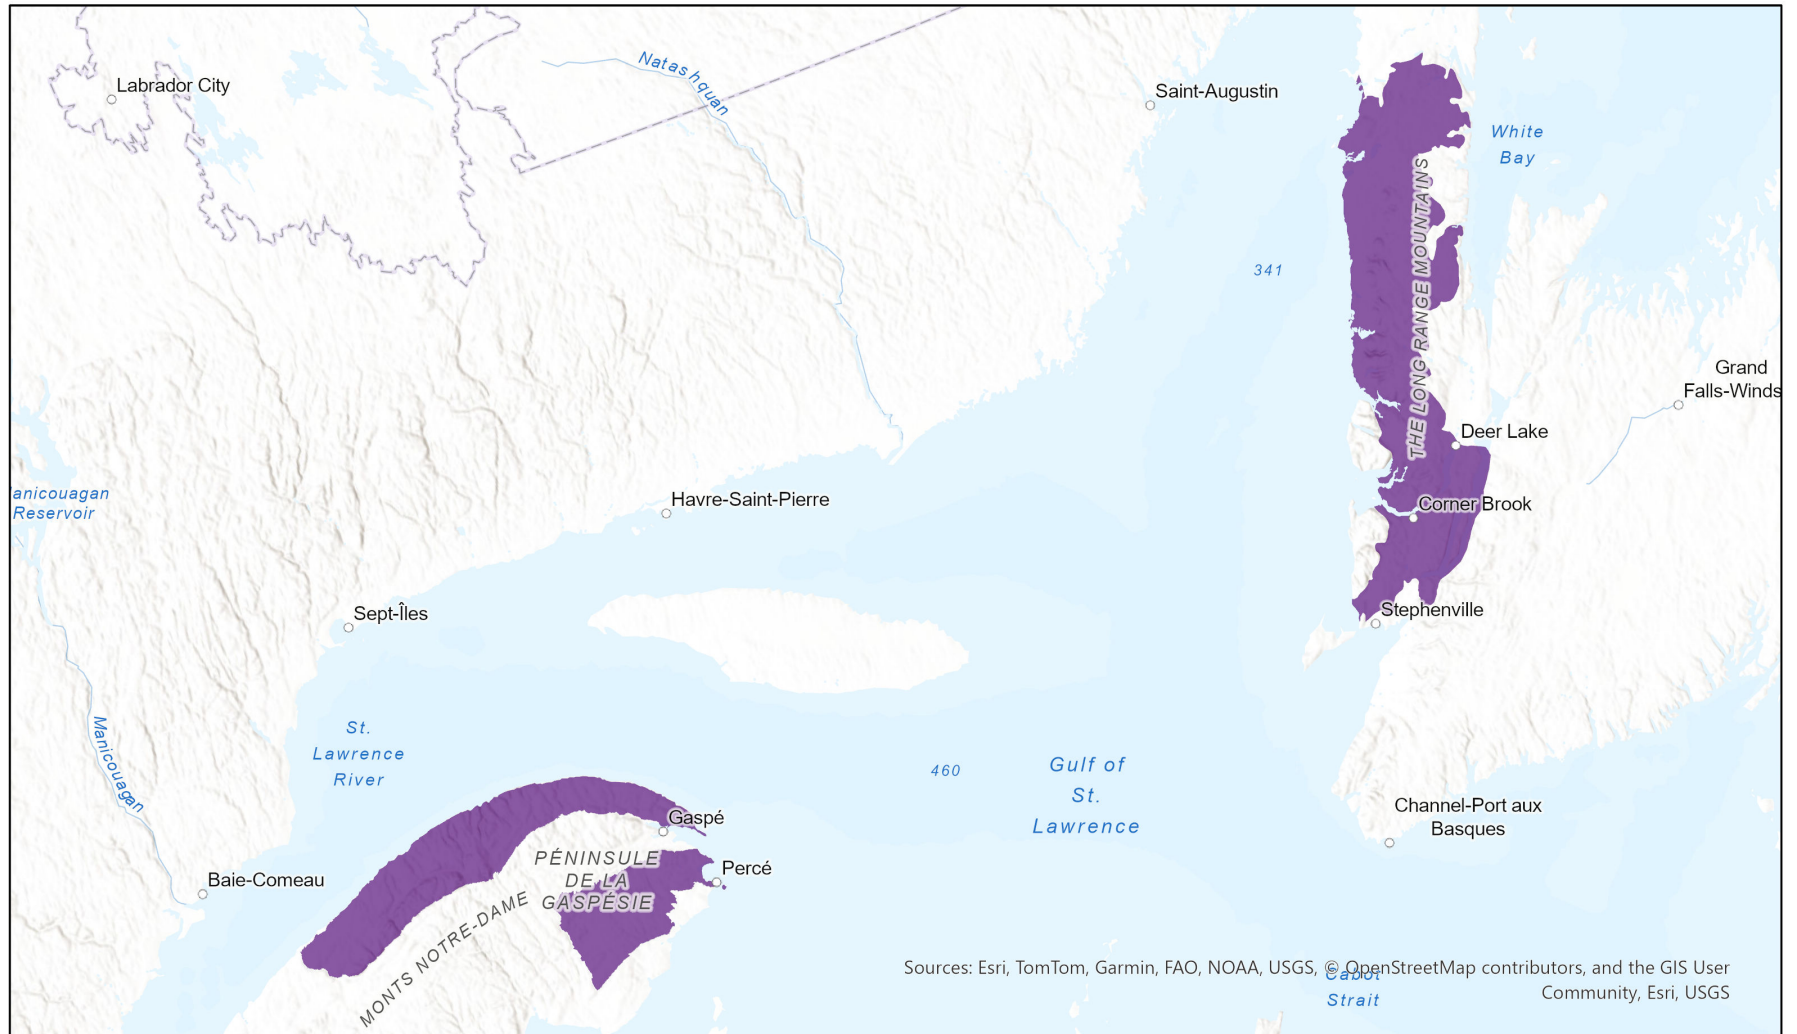 Labrador City
Natashquan
Saint-Augustin
White
Bay
341
THE LONG RANGE MOUNTAINS
Grand
Falls-Winds
Deer Lake
anicouagan
Reservoir
Havre-Saint-Pierre
Corner Brook
Sept-Îles
Stephenville
Manicouagan
St.
Lawrence
River
460
Gulf of
St.
Lawrence
Channel-Port aux
Basques
Gaspé
PÉNINSULE
DE LA
GASPÉSIE
Percé
Baie-Comeau
MONTS NOTRE-DAME
Cabot
Strait
Sources: Esri, TomTom, Garmin, FAO, NOAA, USGS, © OpenStreetMap contributors, and the GIS User
Community, Esri, USGS